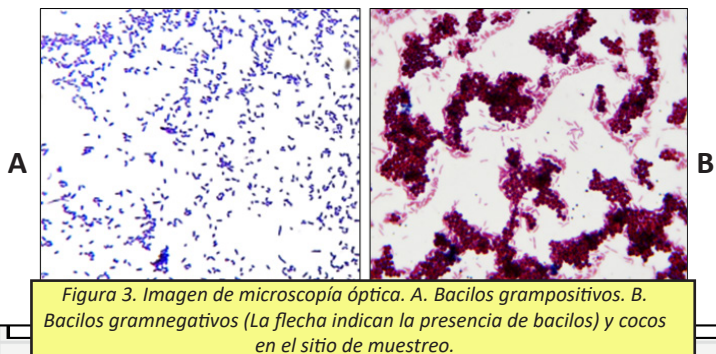 A
B
Figura 3. Imagen de microscopía óptica. A. Bacilos grampositivos. B.
Bacilos gramnegativos (La flecha indican la presencia de bacilos) y cocos
en el sitio de muestreo.